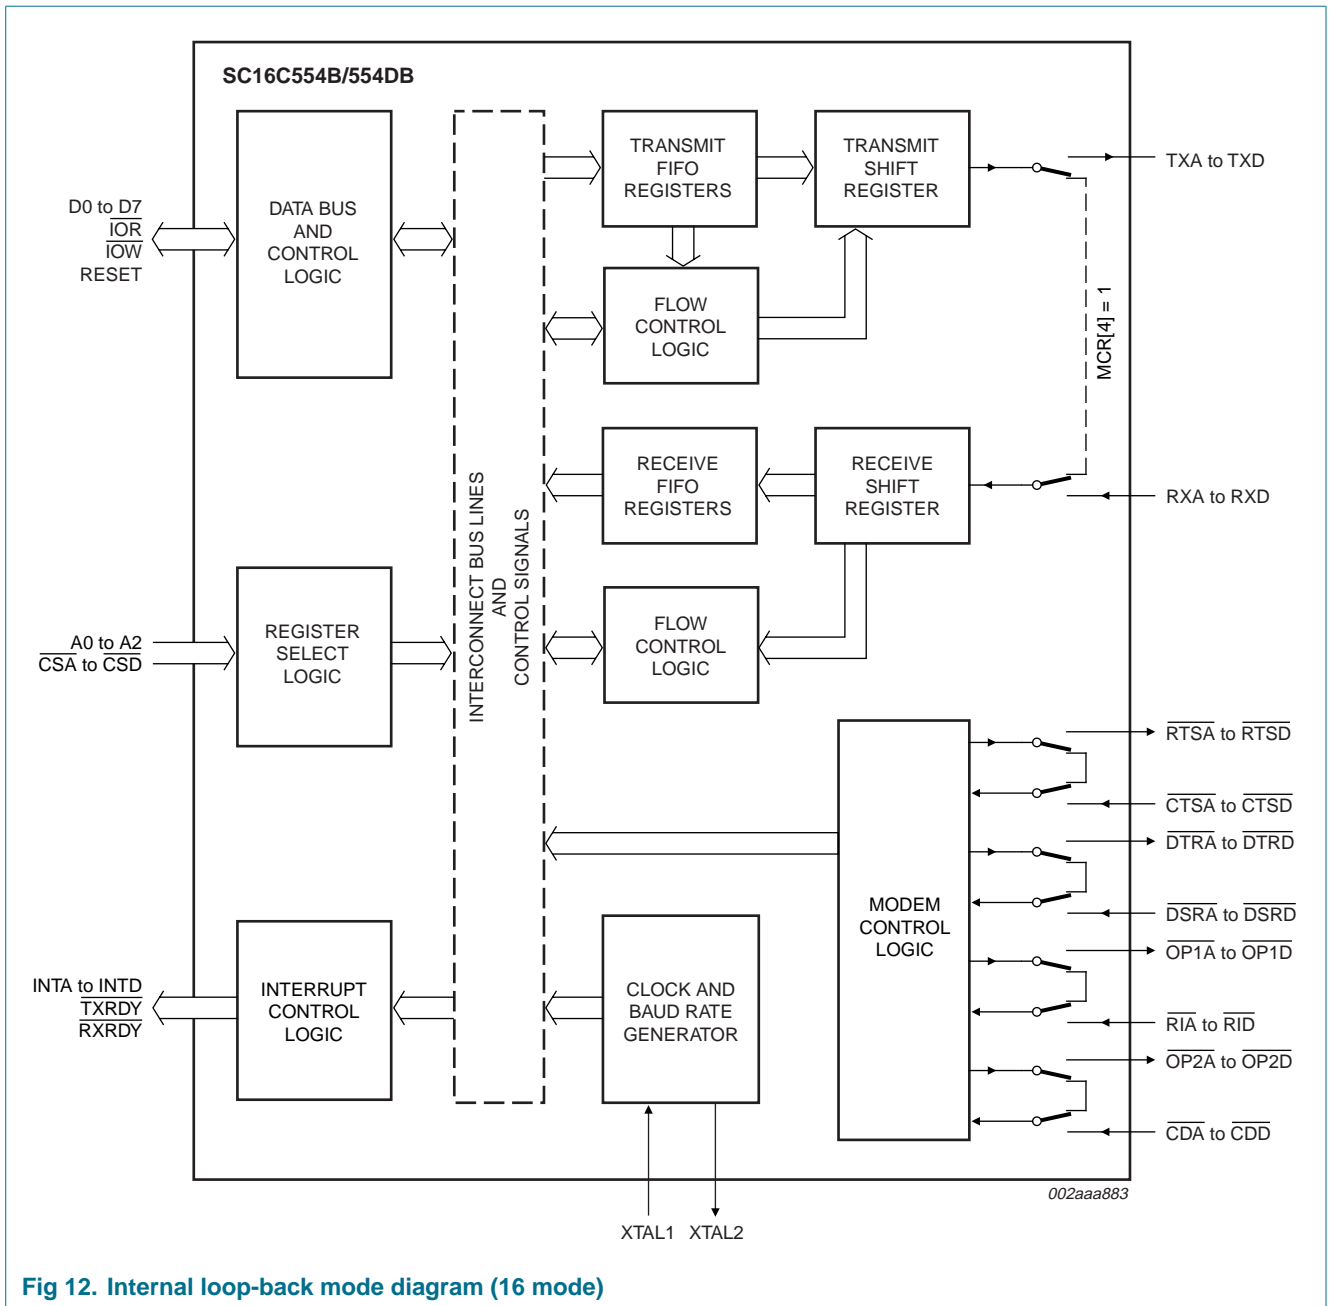 SC16C554B/554DB
D0 to D7
IOR
IOW
RESET
DATA BUS
AND
CONTROL
LOGIC
TRANSMIT
FIFO
REGISTERS
TRANSMIT
SHIFT
REGISTER
TXA to TXD
FLOW
CONTROL
LOGIC
MCR[4] = 1
INTERCONNECT BUS LINES
AND
CONTROL SIGNALS
RECEIVE
FIFO
REGISTERS
RECEIVE
SHIFT
REGISTER
RXA to RXD
A0 to A2
CSA to CSD
REGISTER
SELECT
LOGIC
FLOW
CONTROL
LOGIC
MODEM
CONTROL
LOGIC
RTSA to RTSD
CTSA to CTSD
DTRA to DTRD
DSRA to DSRD
OP1A to OP1D
RIA to RID
OP2A to OP2D
CDA to CDD
INTA to INTD
TXRDY
RXRDY
INTERRUPT
CONTROL
LOGIC
CLOCK AND
BAUD RATE
GENERATOR
XTAL1 XTAL2
002aaa883
Fig 12. Internal loop-back mode diagram (16 mode)